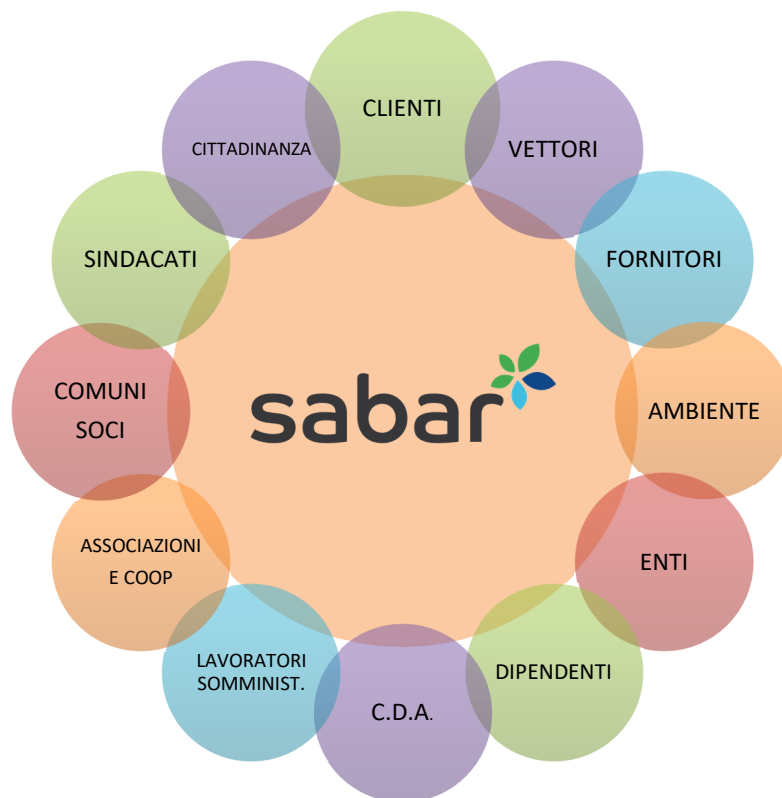 CLIENTI
VETTORI
FORNITORI
AMBIENTE
ENTI
DIPENDENTI
C.D.A.
LAVORATORI
SOMMINIST.
ASSOCIAZIONI
E COOP
COMUNI
SOCI
SINDACATI
CITTADINANZA
sabar